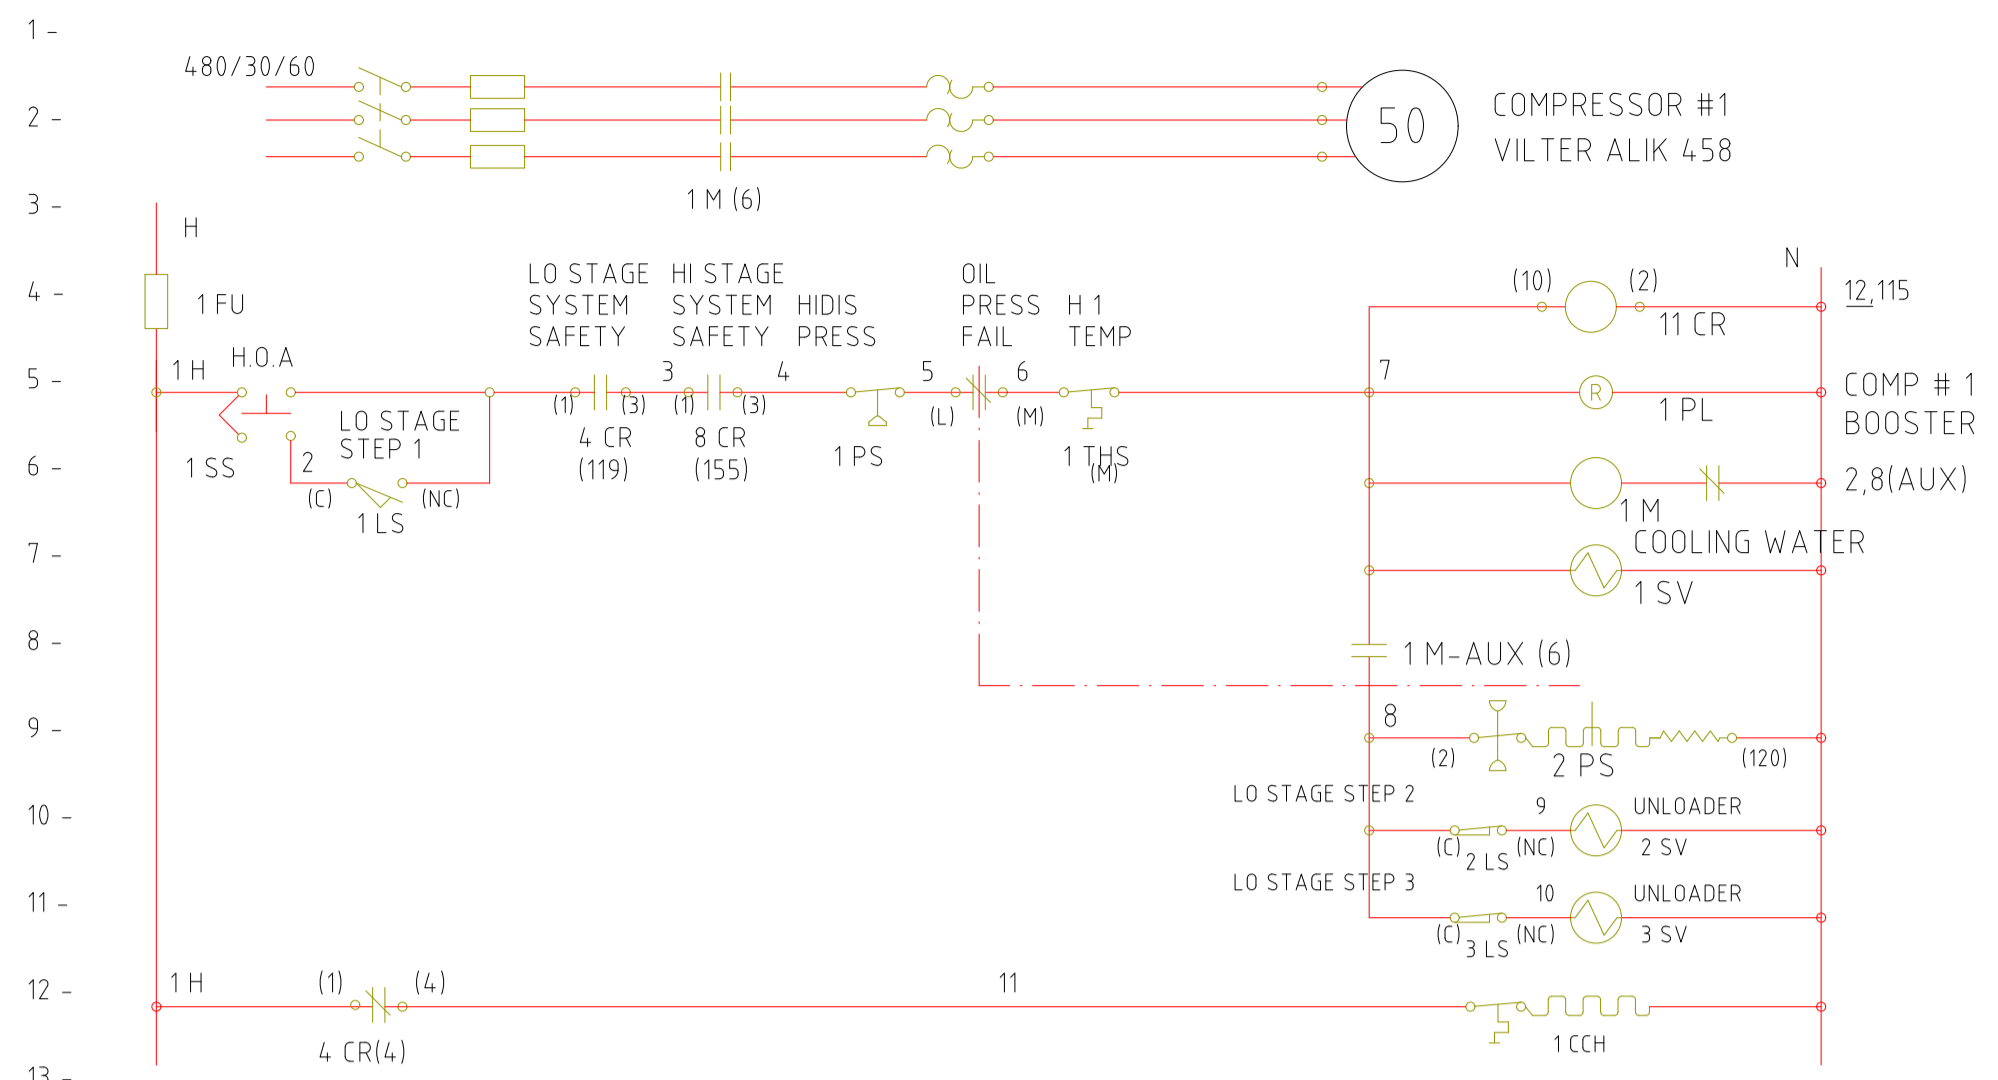 1 -
480/30/60
2 -
50
COMPRESSOR #1
VILTER ALIK 458
1 M (6)
3 -
H
N
LO STAGE
SYSTEM
SAFETY
HI STAGE
SYSTEM
SAFETY
HIDIS
PRESS
OIL
PRESS
FAIL
H 1
TEMP
4 -
1 FU
(10)
(2)
11 CR
12,115
5 -
1 H
H.O.A
3
4
5
6
7
R
1 PL
COMP # 1
BOOSTER
(1)
(3)
(1)
(3)
(L)
(M)
LO STAGE
STEP 1
4 CR
(119)
8 CR
(155)
1 PS
1 THS
(M)
6 -
1 SS
2
(C)
(NC)
1 LS
1 M
2,8(AUX)
7 -
COOLING WATER
1 SV
8 -
1 M-AUX (6)
9 -
8
(2)
2 PS
(120)
10 -
LO STAGE STEP 2
9
UNLOADER
(C)
2 LS
(NC)
2 SV
11 -
LO STAGE STEP 3
10
UNLOADER
(C)
3 LS
(NC)
3 SV
12 -
1 H
(1)
(4)
11
4 CR(4)
1 CCH
13 -